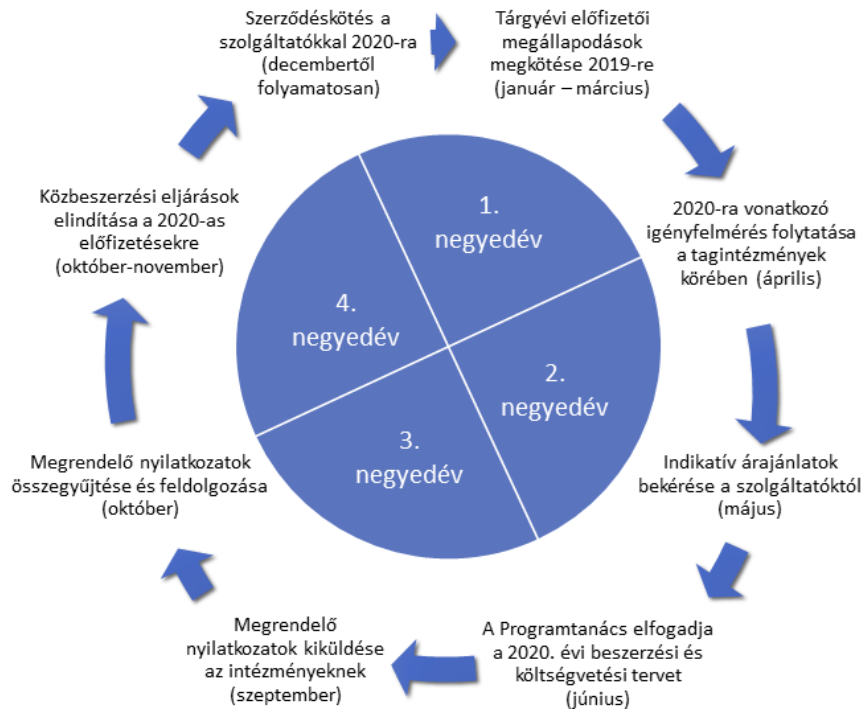 Szerződéskötés a
szolgáltatókkal 2020-ra
(decembertől
folyamatosan)
Tárgyévi előfizetői
megállapodások
megkötése 2019-re
(január – március)
2020-ra vonatkozó
igényfelmérés folytatása
a tagintézmények
körében (április)
Indikatív árajánlatok
bekérése a szolgáltatóktól
(május)
A Programtanács elfogadja
a 2020. évi beszerzési és
költségvetési tervet
(június)
Megrendelő
nyilatkozatok kiküldése
az intézményeknek
(szeptember)
Megrendelő nyilatkozatok
összegyűjtése és feldolgozása
(október)
Közbeszerzési eljárások
elindítása a 2020-as
előfizetésekre
(október-november)
1.
negyedév
2.
negyedév
3.
negyedév
4.
negyedév